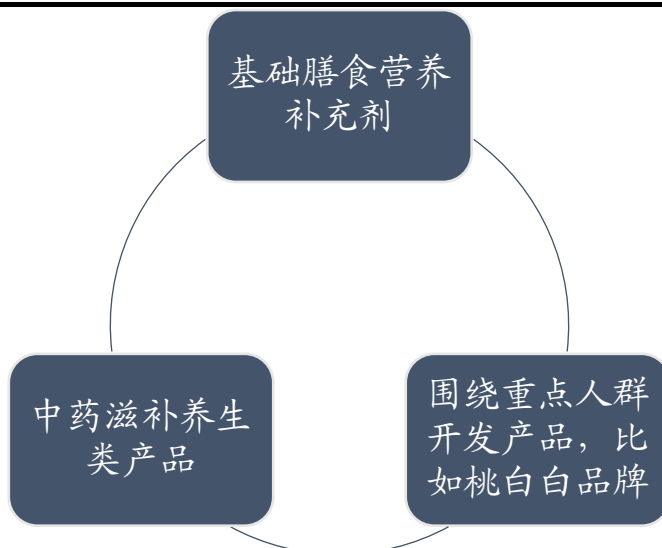 基础膳食营养
补充剂
中药滋补养生
类产品
围绕重点人群
开发产品，比
如桃白白品牌